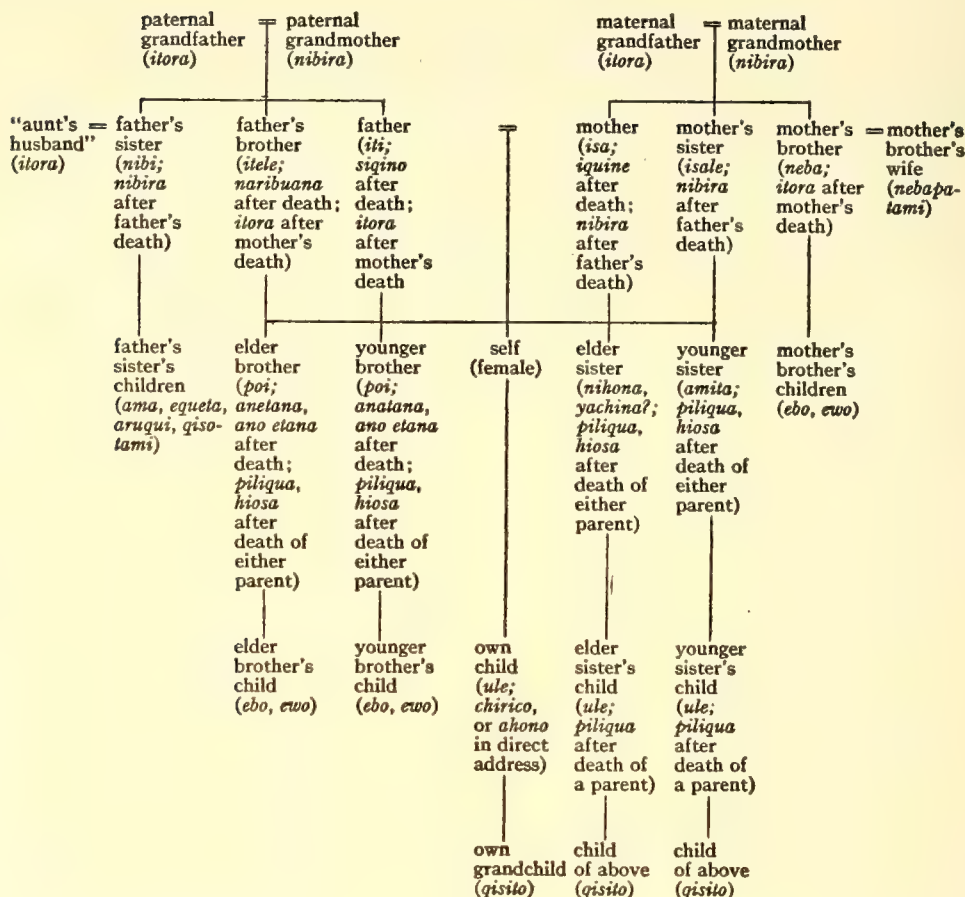 paternal
grandfather
(itora)
=
paternal
grandmother
(nibira)
maternal
grandfather
(itora)
=
maternal
grandmother
(nibira)
"aunt's
husband"
(itora)
=
father's
sister
(nibi;
nibira
after
father's
death)
father's
brother
(itele;
naribuana
after death;
itora after
mother's
death)
father
(iti;
siqino
after
death;
itora
after
mother's
death
=
mother
(isa;
iquine
after
death;
nibira
after
father's
death)
mother's
sister
(isale;
nibira
after
father's
death)
mother's
brother
(neba;
itora after
mother's
death)
=
mother's
brother's
wife
(nebapa-
tami)
father's
sister's
children
(ama, equeta,
aruqui, qiso-
tami)
elder
brother
(poi;
anetana,
ano etana
after
death;
piliqua,
hiosa
after
death of
either
parent)
younger
brother
(poi;
anatana,
ano etana
after
death;
piliqua,
hiosa
after
death of
either
parent)
self
(female)
elder
sister
(nihona,
yachina?;
piliqua,
hiosa
after
death of
either
parent)
younger
sister
(amita;
piliqua,
hiosa
after
death of
either
parent)
mother's
brother's
children
(ebo, ewo)
elder
brother's
child
(ebo, ewo)
younger
brother's
child
(ebo, ewo)
own
child
(ule;
chirico,
or ahono
in direct
address)
elder
sister's
child
(ule;
piliqua
after
death of
a parent)
younger
sister's
child
(ule;
piliqua
after
death of
a parent)
own
grandchild
(qisito)
child
of above
(qisito)
child
of above
(qisito)